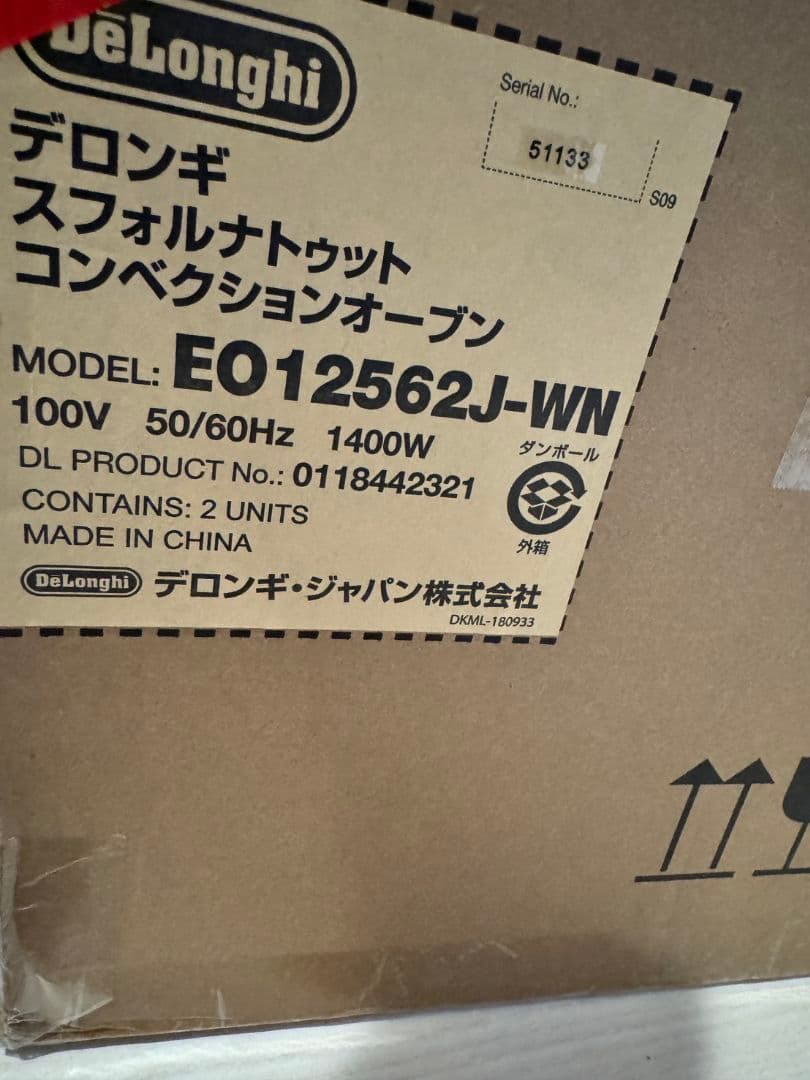 DeLonghi
Serial No.:
51133
S09
デロンギ
スフォルナトゥット
コンベクションオーブン
MODEL: EO12562J-WN
100V 50/60Hz 1400W
DL PRODUCT No.: 0118442321
CONTAINS: 2 UNITS
MADE IN CHINA
ダンボール
外箱
DeLonghi デロンギ・ジャパン株式会社
DKML-180933